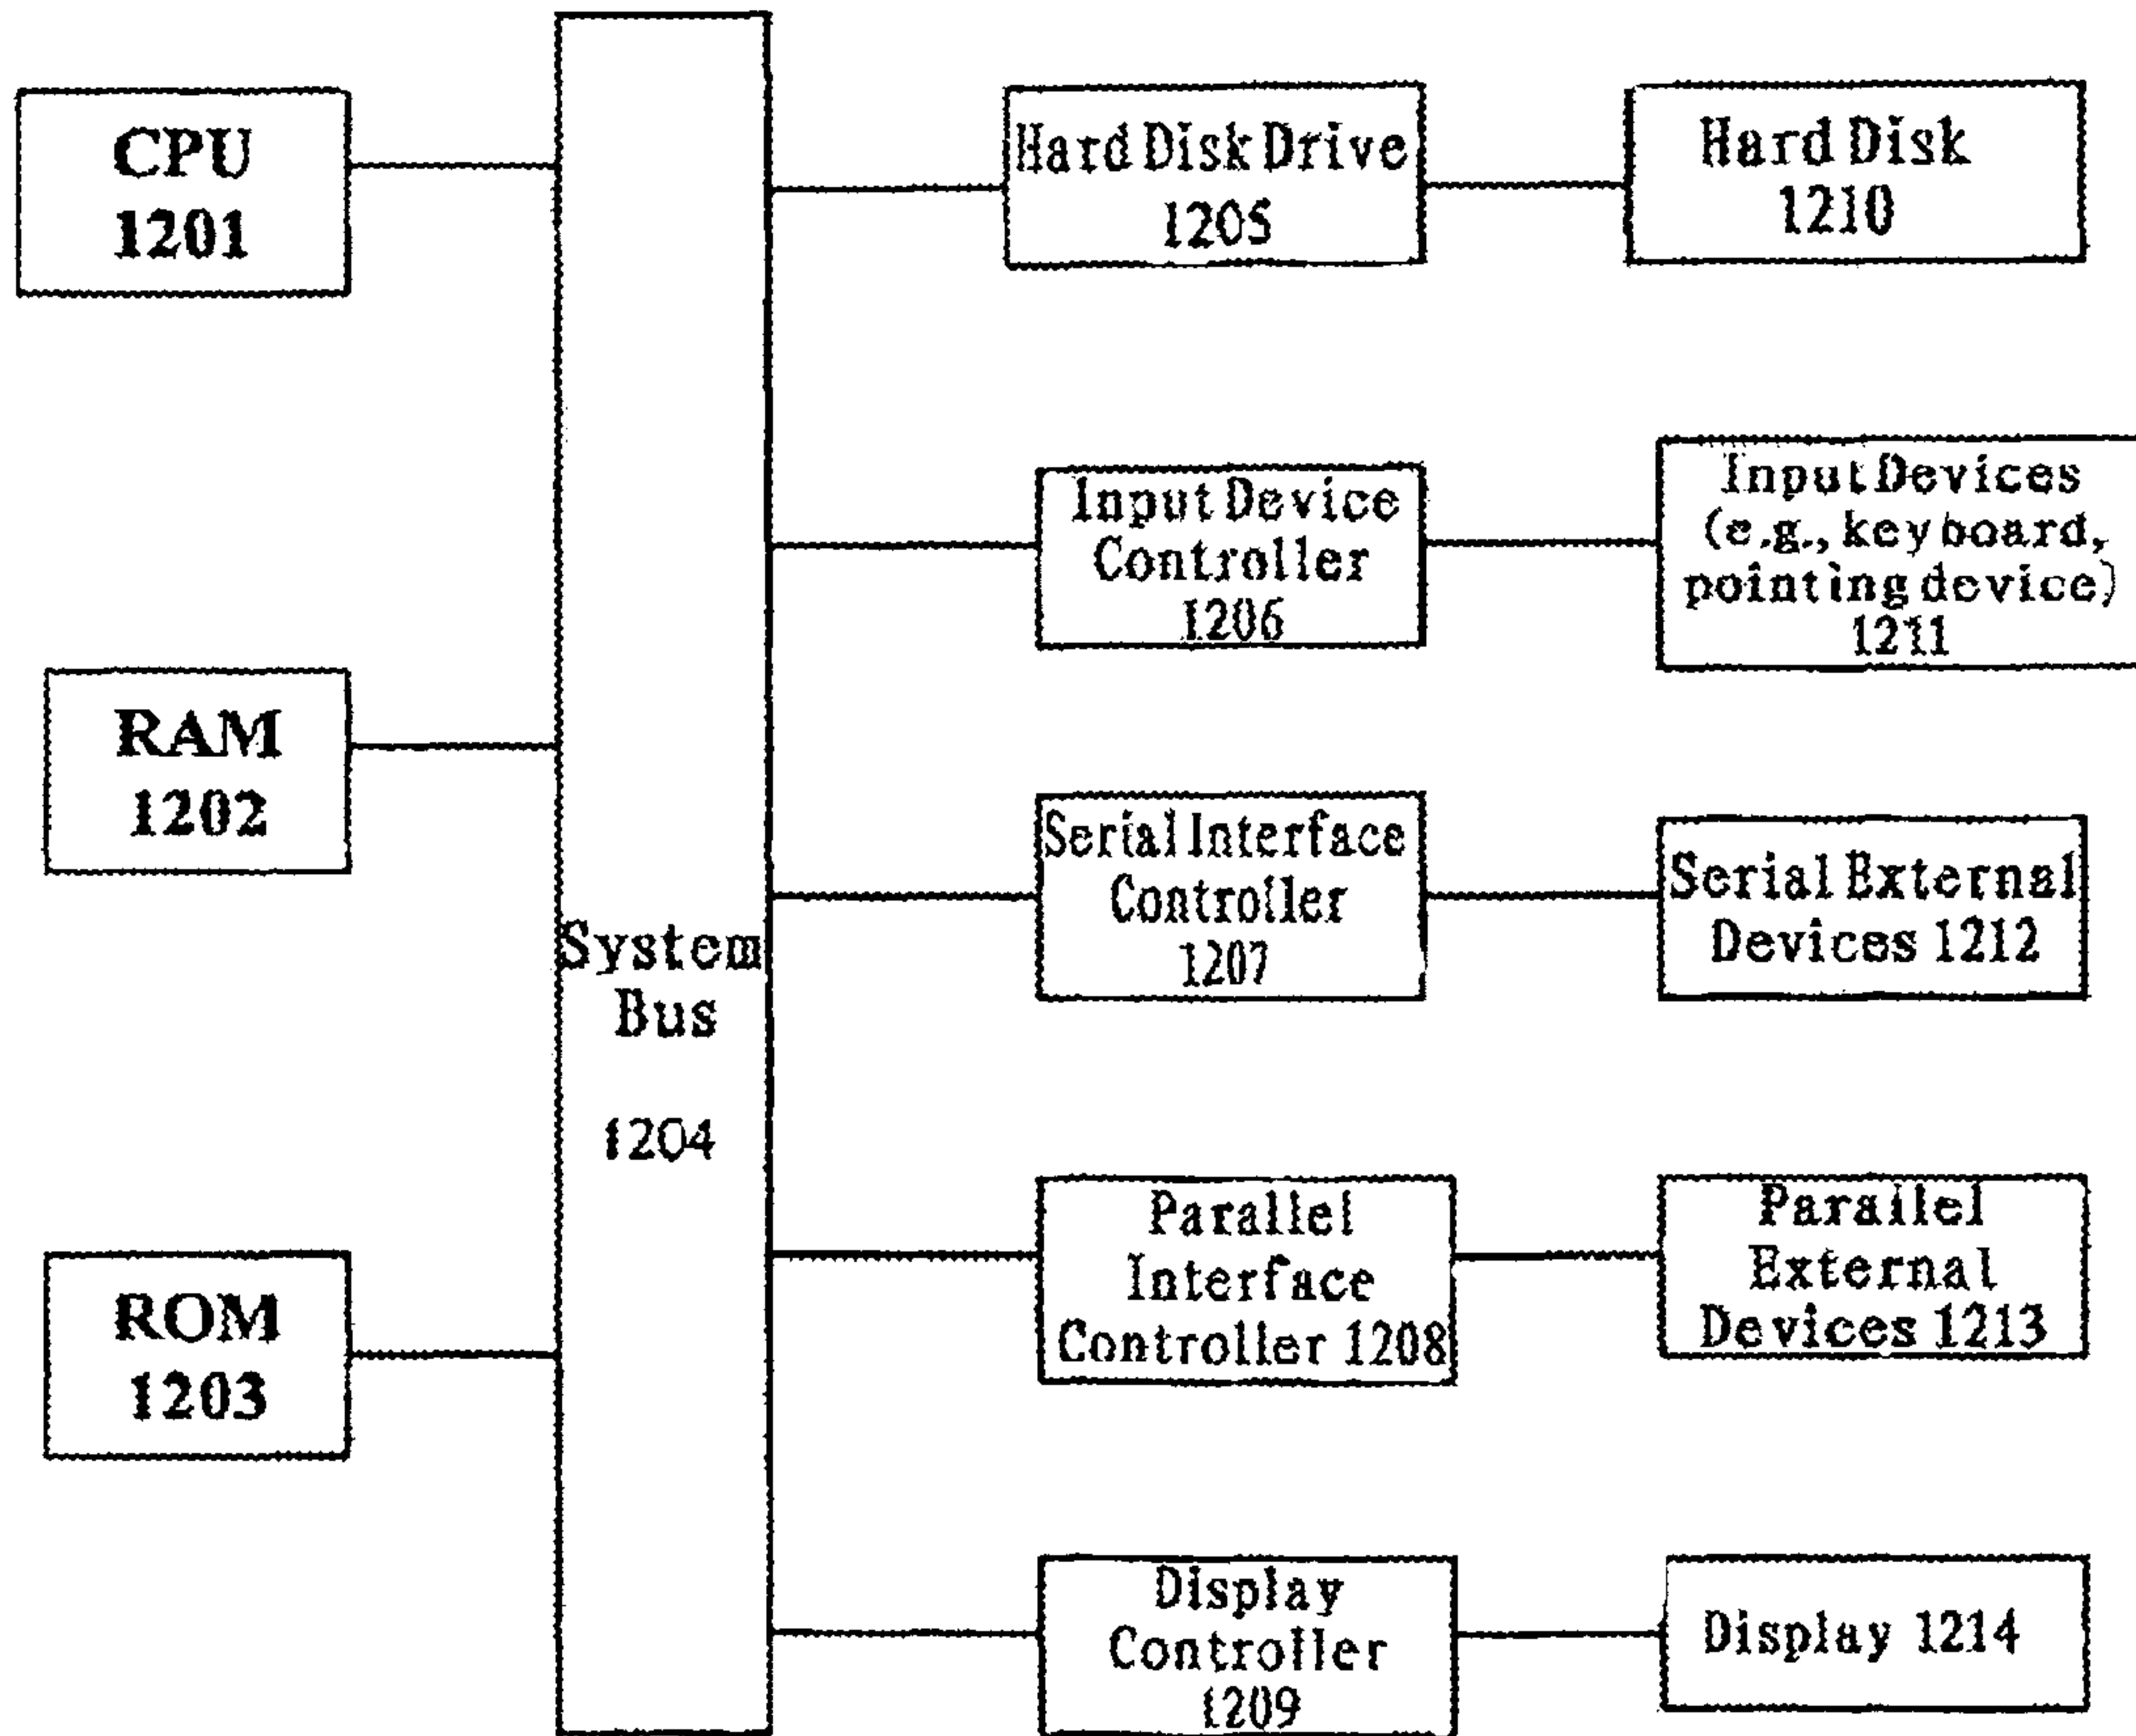 CPU
1201
RAM
1202
ROM
1203
System
Bus
1204
Hard Disk Drive
1205
Hard Disk
1210
Input Device
Controller
1206
Input Devices
(e.g., keyboard,
pointing device)
1211
Serial Interface
Controller
1207
Serial External
Devices 1212
Parallel
Interface
Controller 1208
Parallel
External
Devices 1213
Display
Controller
1209
Display 1214